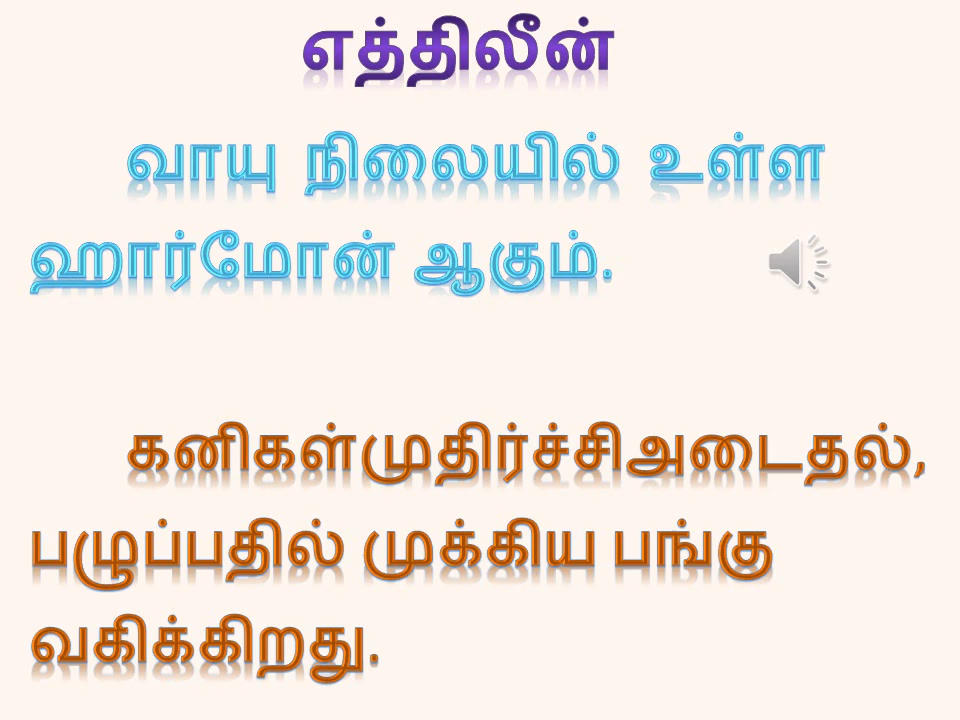 எத்திலீன்
வாயு நிலையில் உள்ள
ஹார்மோன் ஆகும்.
கனிகள்முதிர்ச்சிஅடைதல்,
பழுப்பதில் முக்கிய பங்கு
வகிக்கிறது.